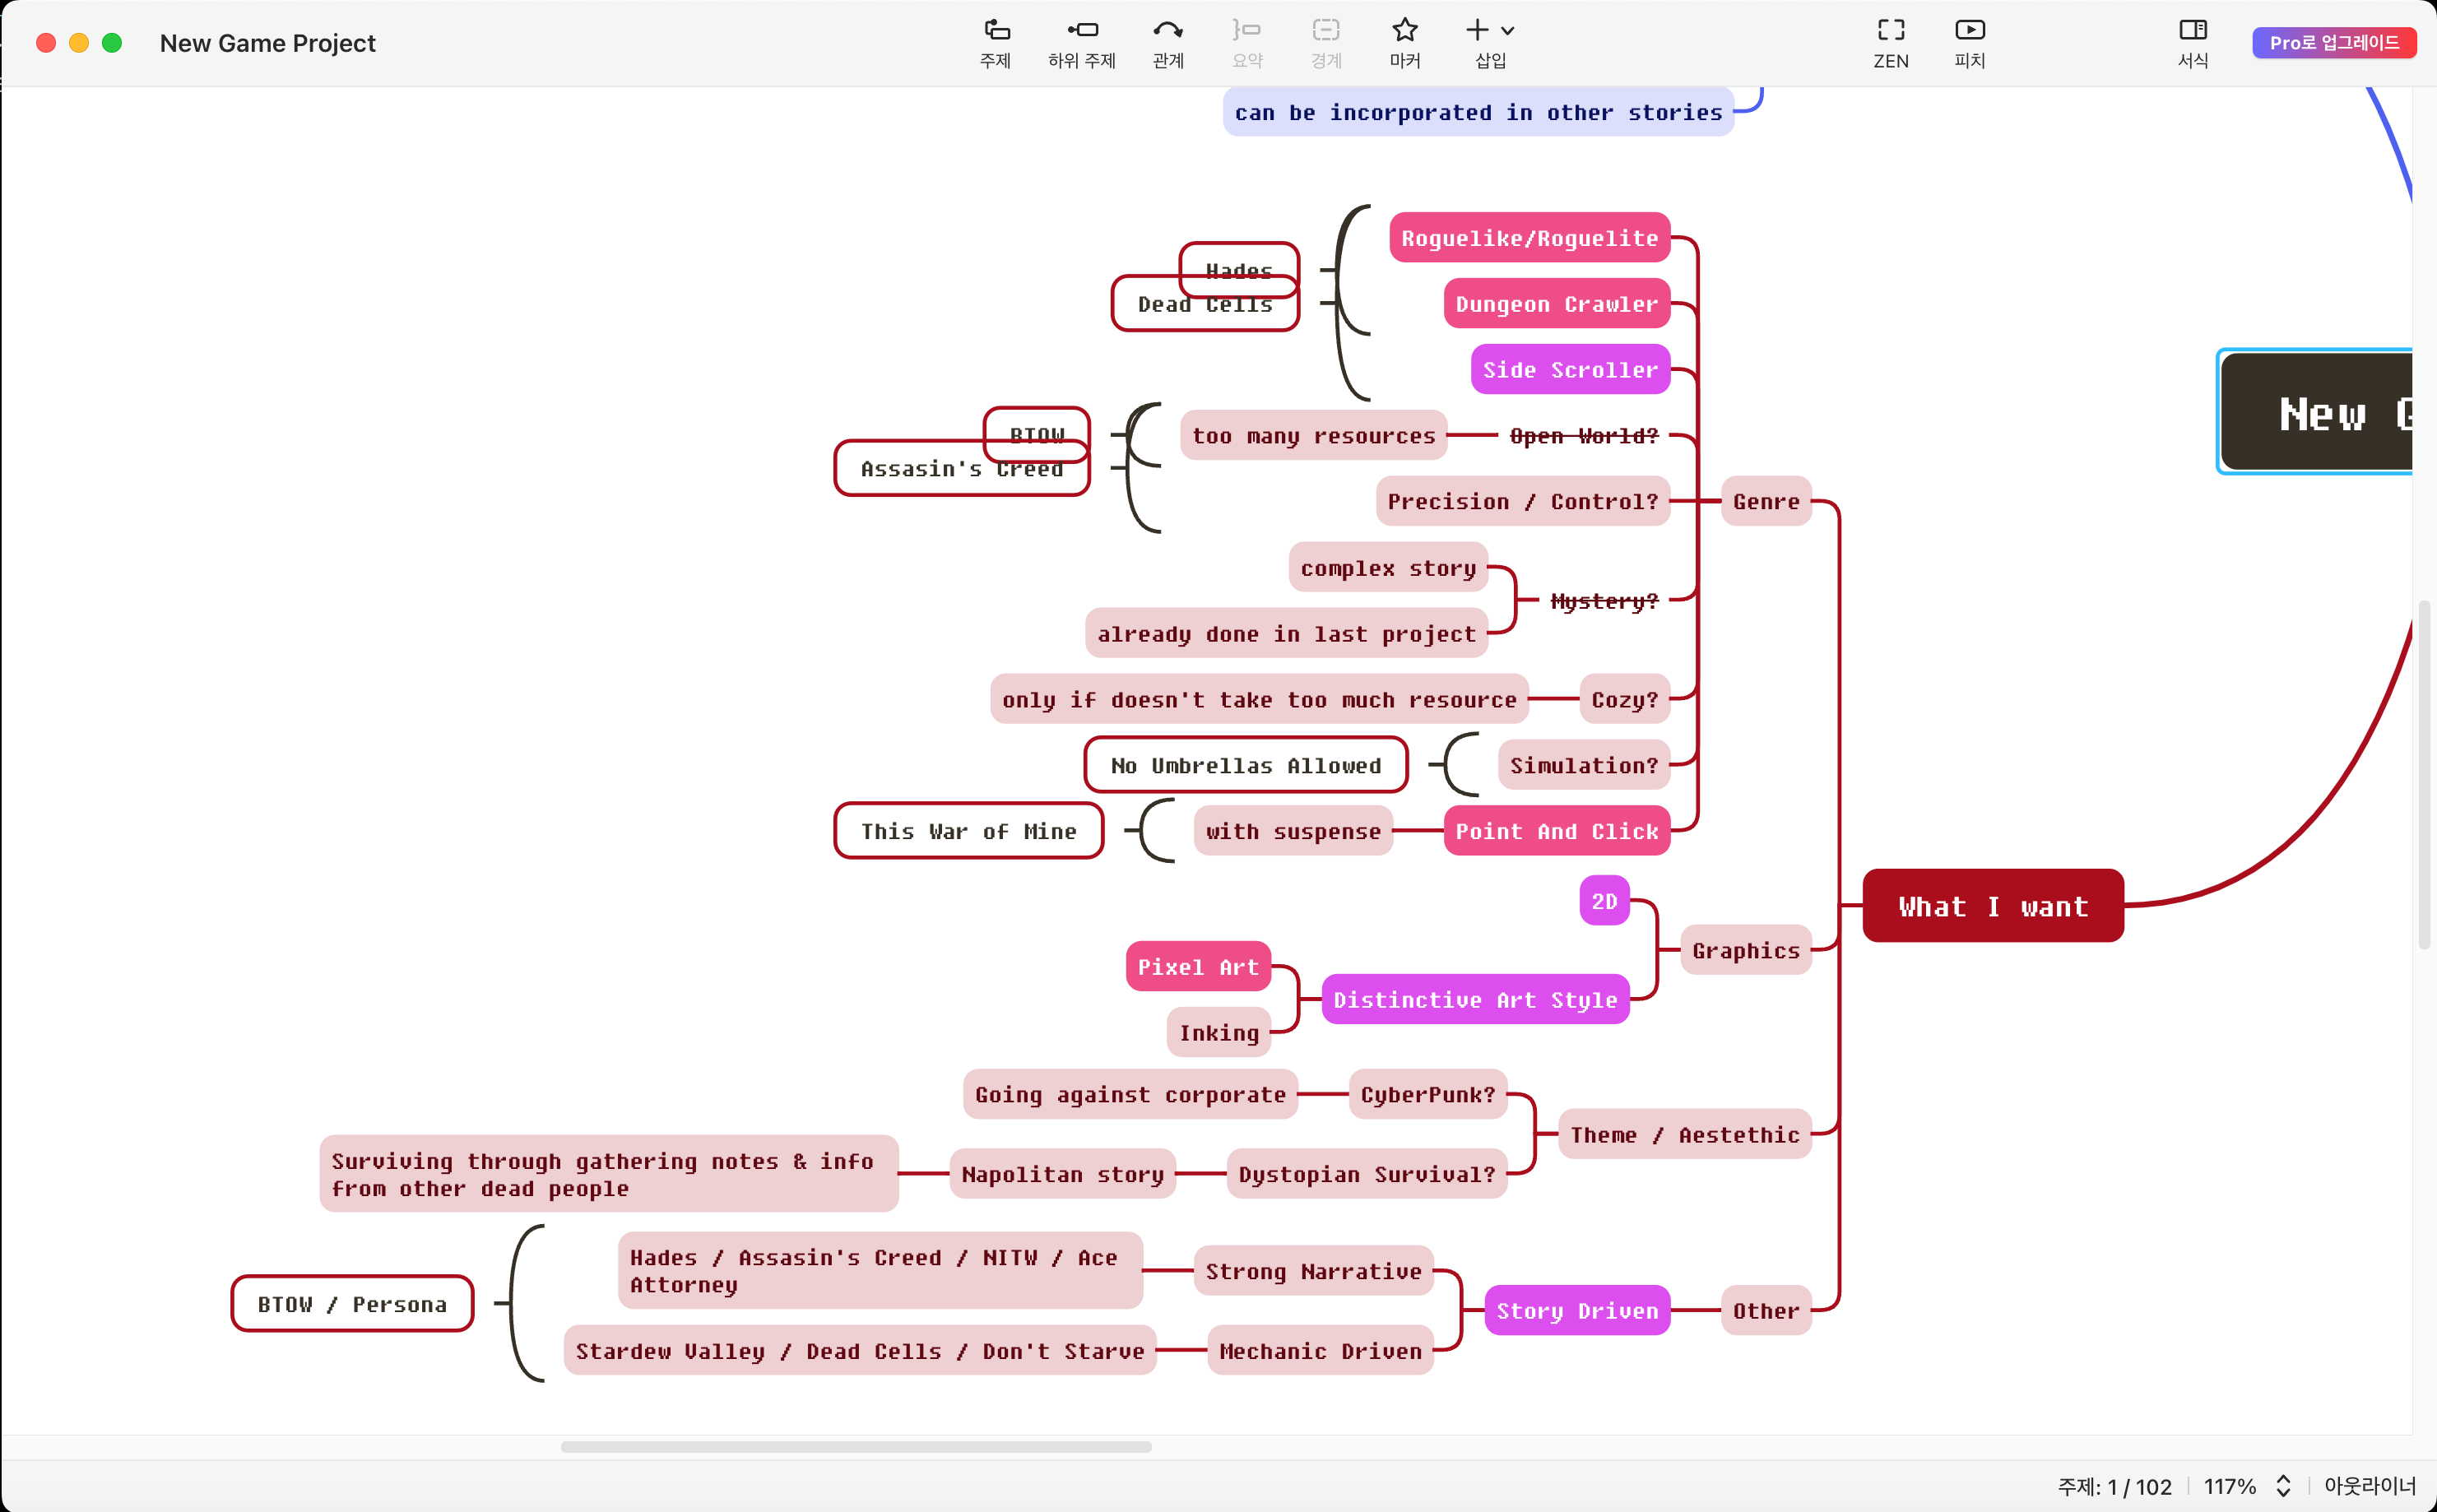 New Game Project
주제
하위 주제
관계
요약
경계
마커
삽입
ZEN
피치
서식
Pro로 업그레이드
can be incorporated in other stories
Roguelike/Roguelite
Hades
Dead Cells
Dungeon Crawler
Side Scroller
New G
BTOW
too many resources
Open World?
Assasin's Creed
Precision / Control?
Genre
complex story
Mystery?
already done in last project
only if doesn't take too much resource
Cozy?
No Umbrellas Allowed
Simulation?
This War of Mine
with suspense
Point And Click
2D
What I want
Graphics
Pixel Art
Distinctive Art Style
Inking
Going against corporate
CyberPunk?
Theme / Aestethic
Surviving through gathering notes & info
from other dead people
Napolitan story
Dystopian Survival?
Hades / Assasin's Creed / NITW / Ace
Attorney
Strong Narrative
BTOW / Persona
Story Driven
Other
Stardew Valley / Dead Cells / Don't Starve
Mechanic Driven
주제: 1 / 102
117%
아웃라이너